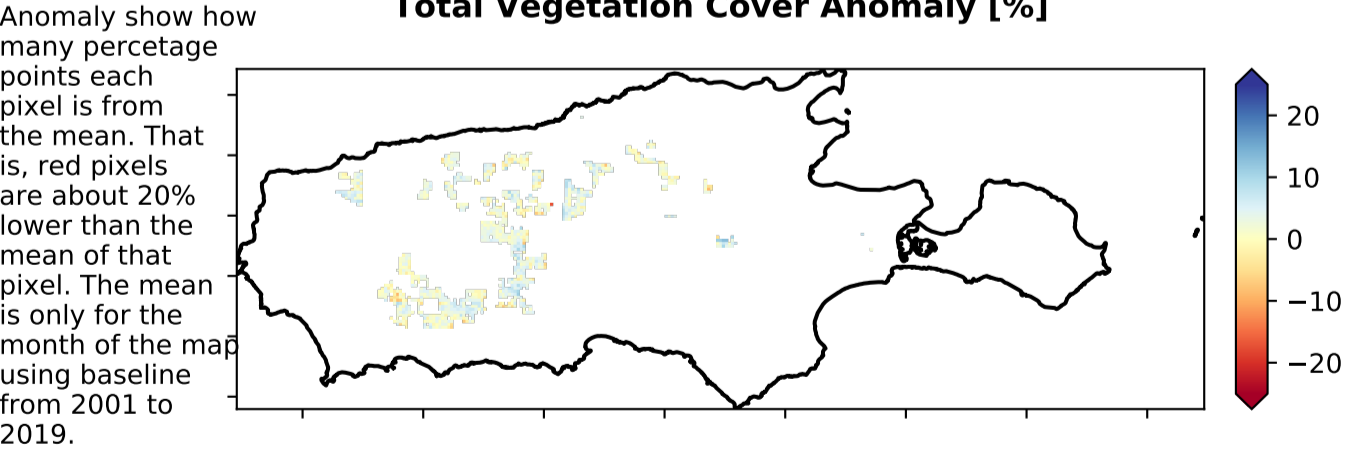 Total Vegetation Cover Anomaly [%]
Anomaly show how
many percetage
points each
pixel is from
the mean. That
is, red pixels
are about 20%
lower than the
mean of that
pixel. The mean
is only for the
month of the map
using baseline
from 2001 to
2019.
20
10
0
−10
−20